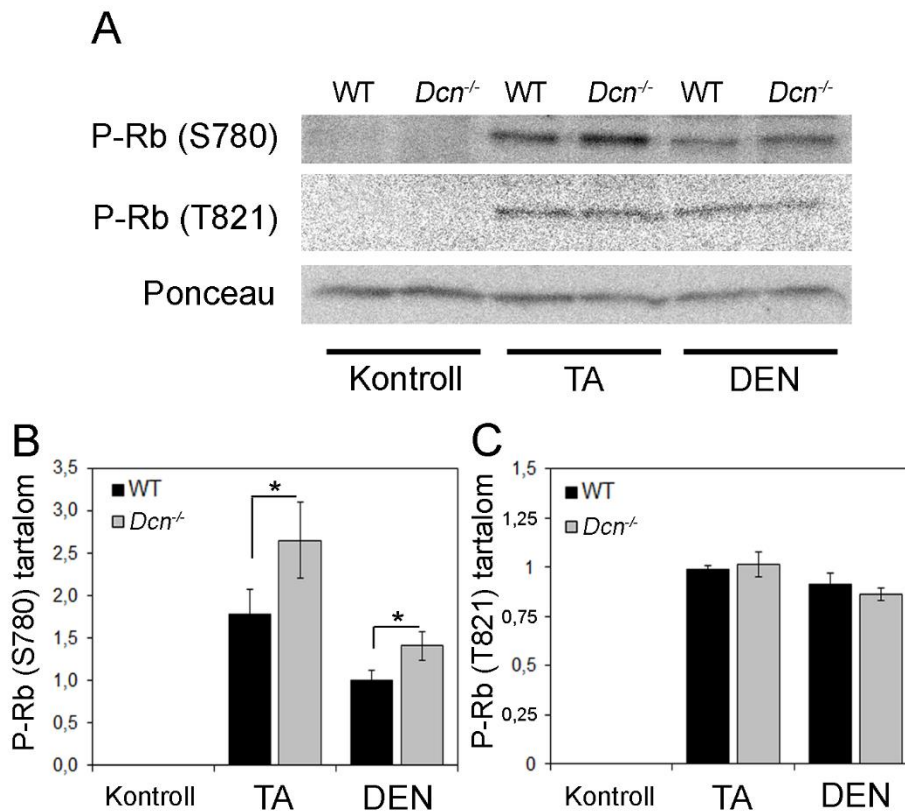 A
WT Dcn-/- WT Dcn-/- WT Dcn-/-
P-Rb (S780)
P-Rb (T821)
Ponceau
Kontroll TA DEN
B
P-Rb (S780) tartalom
3,5
3,0
2,5
2,0
1,5
1,0
0,5
0,0
WT
Dcn-/-
*
*
Kontroll TA DEN
C
P-Rb (T821) tartalom
1,5
1,25
1
0,75
0,5
0,25
0
WT
Dcn-/-
Kontroll TA DEN